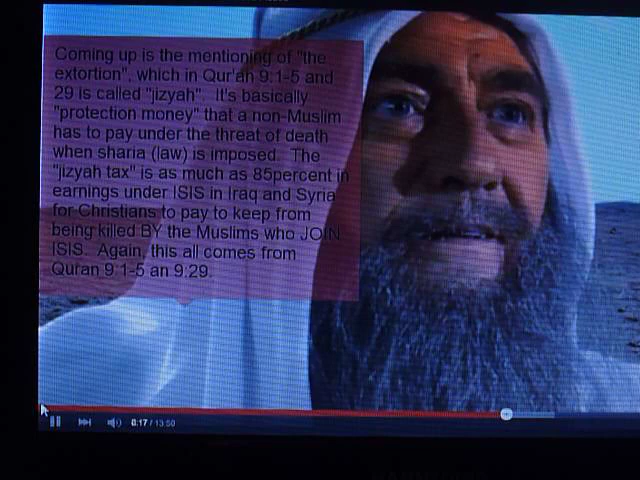 Coming up is the mentioning of "the
extortion", which in Qur'ah 9:1-5 and
29 is called "jizyah".  It's basically
"protection money" that a non-Muslim
has to pay under the threat of death
when sharia (law) is imposed.  The
"jizyah tax" is as much as 85percent in
earnings under ISIS in Iraq and Syria
for Christians to pay to keep from
being killed BY the Muslims who JOIN
ISIS.  Again, this all comes from
Quran 9:1-5 an 9:29.
8:17 / 13:50